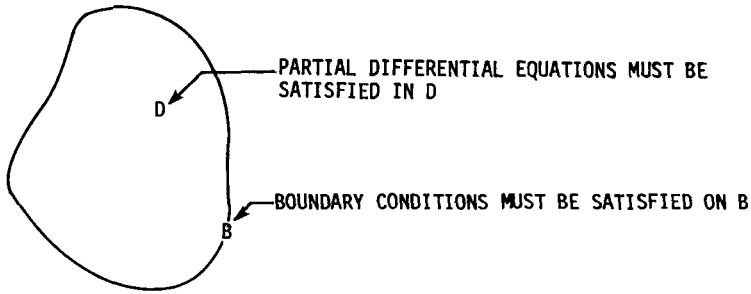 PARTIAL DIFFERENTIAL EQUATIONS MUST BE
SATISFIED IN D
D
BOUNDARY CONDITIONS MUST BE SATISFIED ON B
B